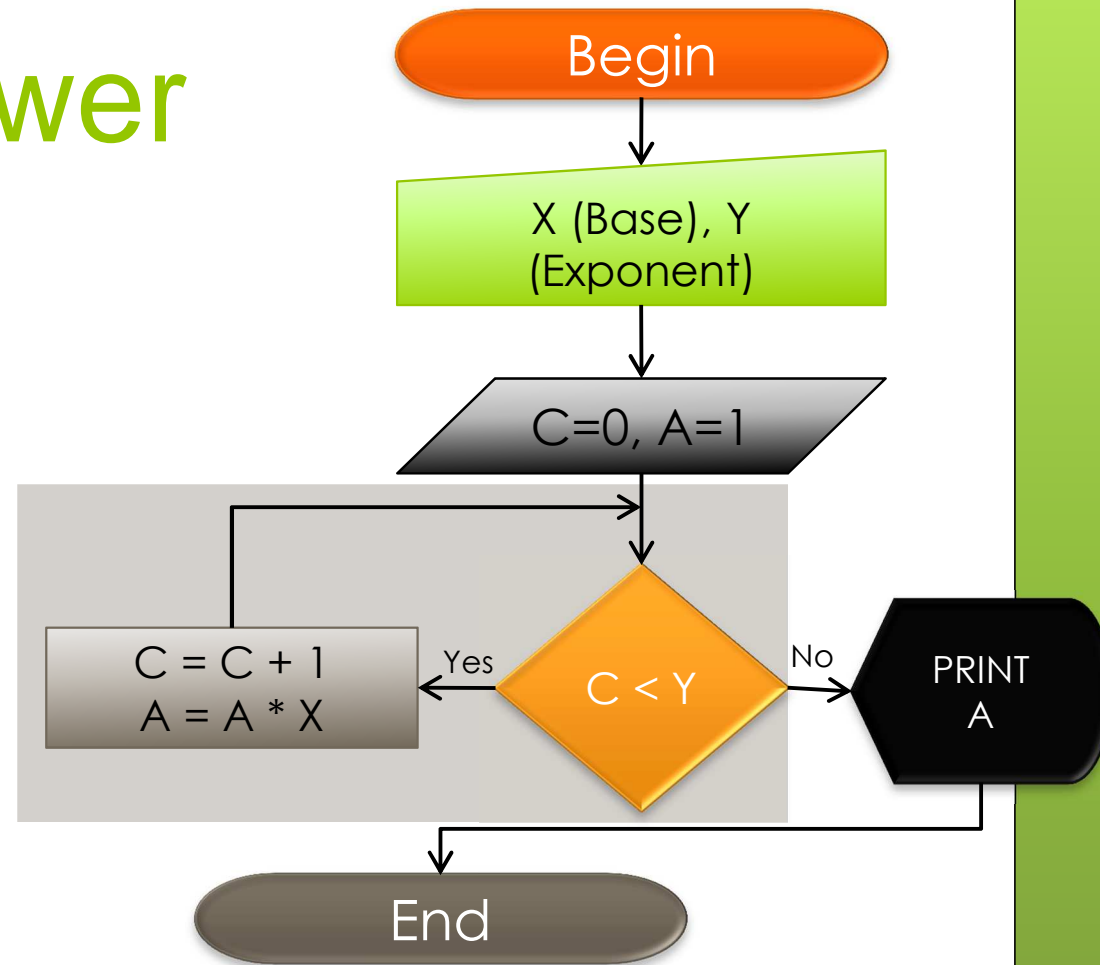 wer
Begin
X (Base), Y
(Exponent)
C=0, A=1
C = C + 1
A = A * X
Yes
C < Y
No
PRINT
A
End